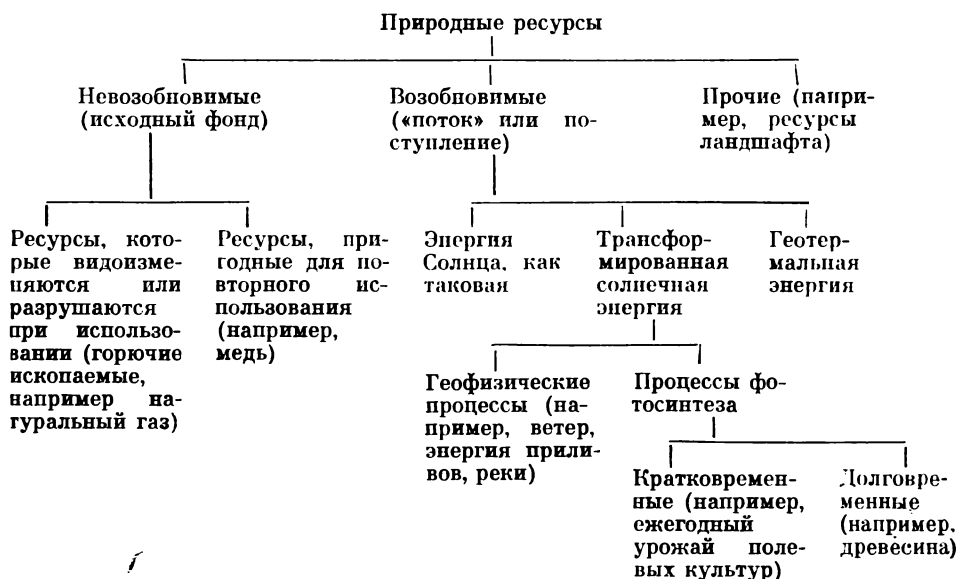 Природные ресурсы
Невозобновимые
(исходный фонд)
Возобновимые
(«поток» или по-
ступление)
Прочие (напри-
мер, ресурсы
ландшафта)
Ресурсы, кото-
рые видоизме-
няются или
разрушаются
при использо-
вании (горючие
ископаемые,
например на-
туральный газ)
Ресурсы, при-
годные для по-
вторного ис-
пользования
(например,
медь)
Энергия
Солнца, как
таковая
Трансфор-
мированная
солнечная
энергия
Геотер-
мальная
энергия
Геофизические
процессы (на-
пример, ветер,
энергия прили-
вов, реки)
Процессы фо-
тосинтеза
Кратковремен-
ные (например,
ежегодный
урожай поле-
вых культур)
Долговре-
менные
(например,
древесина)